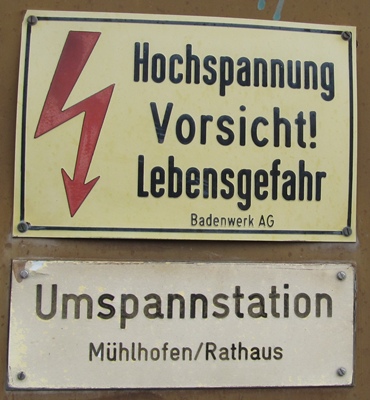 Hochspannung
Vorsicht!
Lebensgefahr
Badenwerk AG
Umspannstation
Mühlhofen/Rathaus